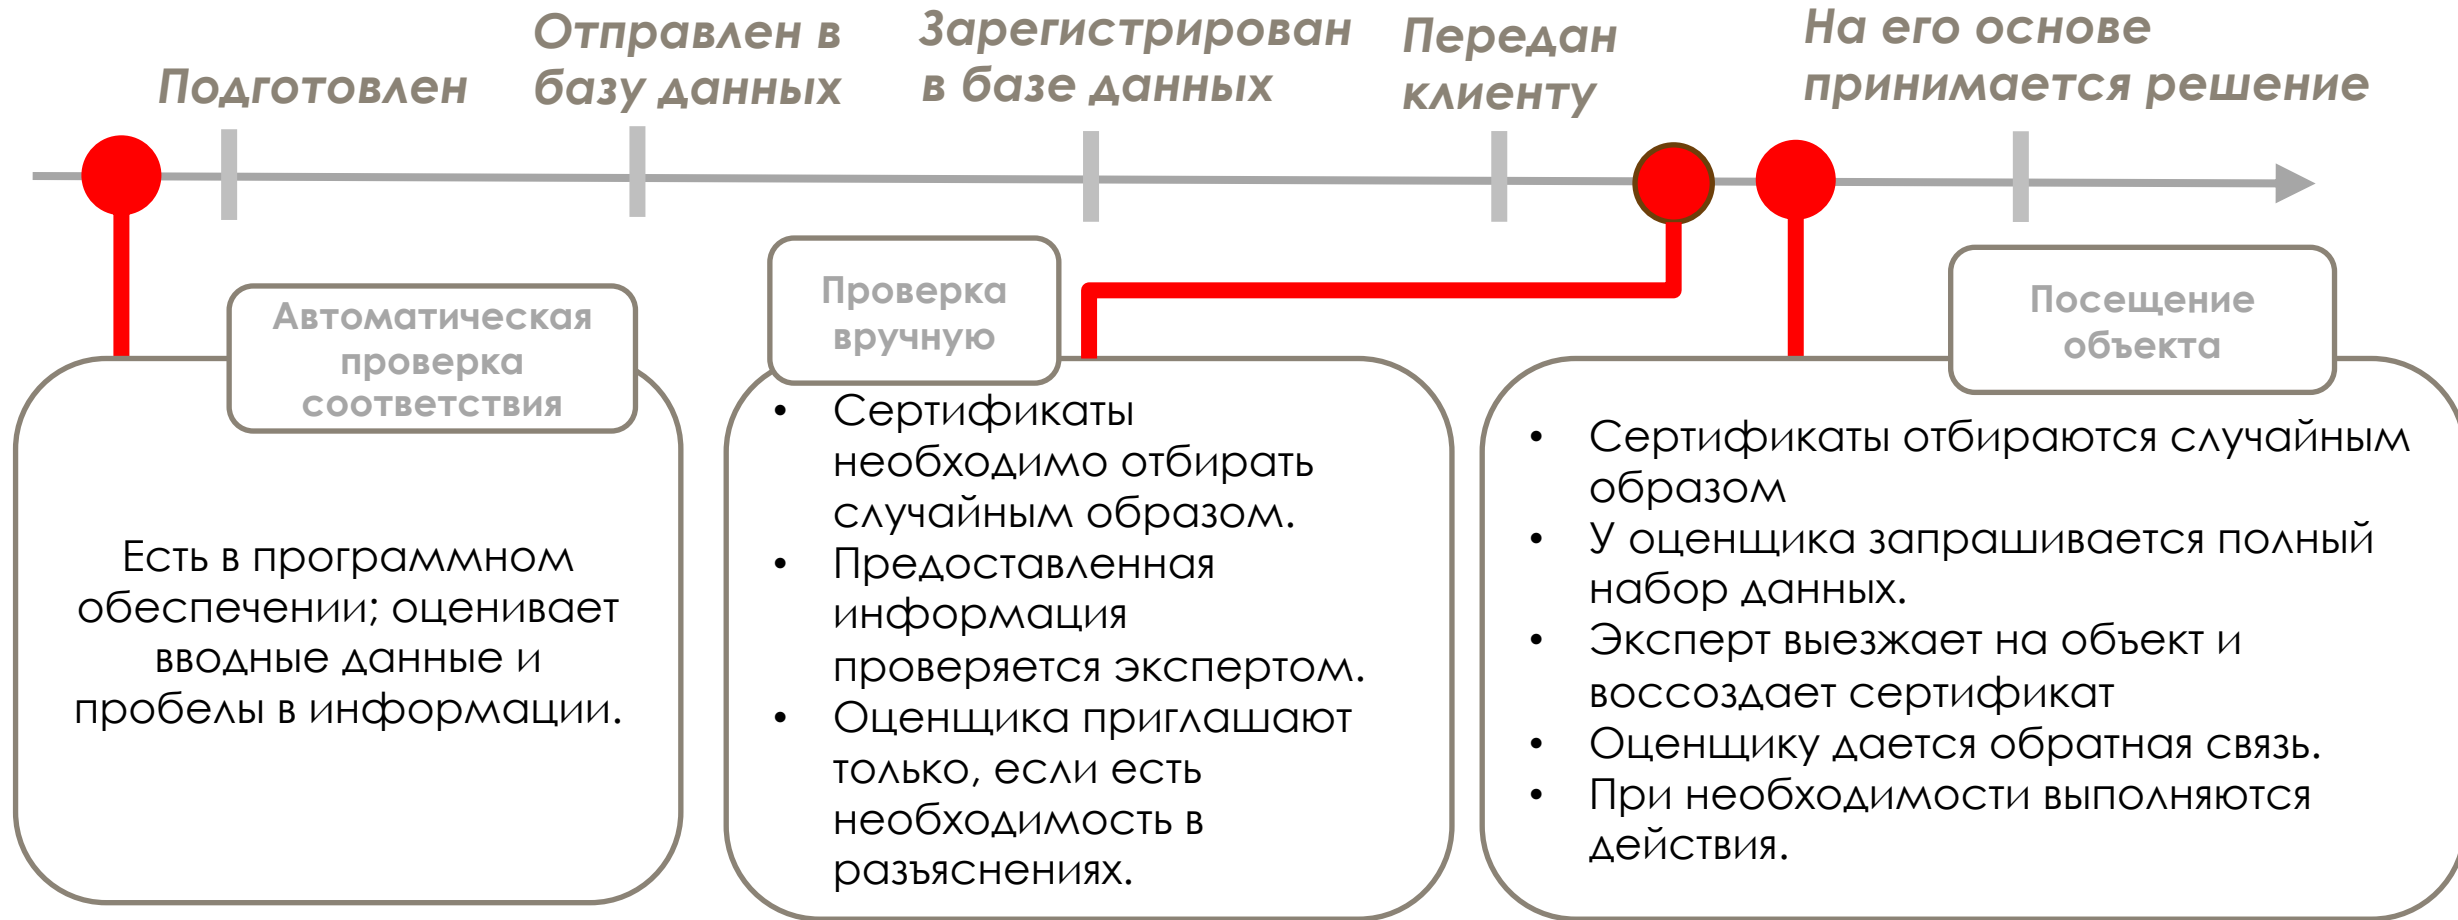 Подготовлен
Отправлен в
базу данных
Зарегистрирован
в базе данных
Передан
клиенту
На его основе
принимается решение
Автоматическая
проверка
соответствия
Есть в программном
обеспечении; оценивает
вводные данные и
пробелы в информации.
Проверка
вручную
• Сертификаты
необходимо отбирать
случайным образом.
• Предоставленная
информация
проверяется экспертом.
• Оценщика приглашают
только, если есть
необходимость в
разъяснениях.
Посещение
объекта
• Сертификаты отбираются случайным
образом
• У оценщика запрашивается полный
набор данных.
• Эксперт выезжает на объект и
воссоздает сертификат
• Оценщику дается обратная связь.
• При необходимости выполняются
действия.